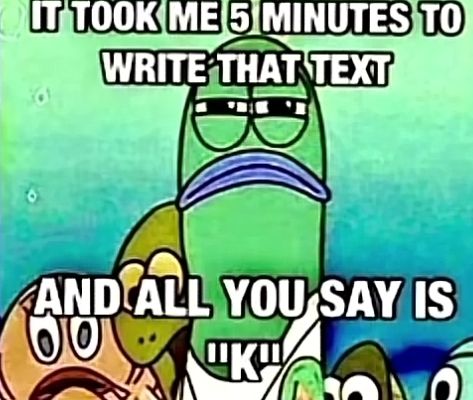 IT TOOK ME 5 MINUTES TO
WRITE THAT TEXT
AND ALL YOU SAY IS
"K"